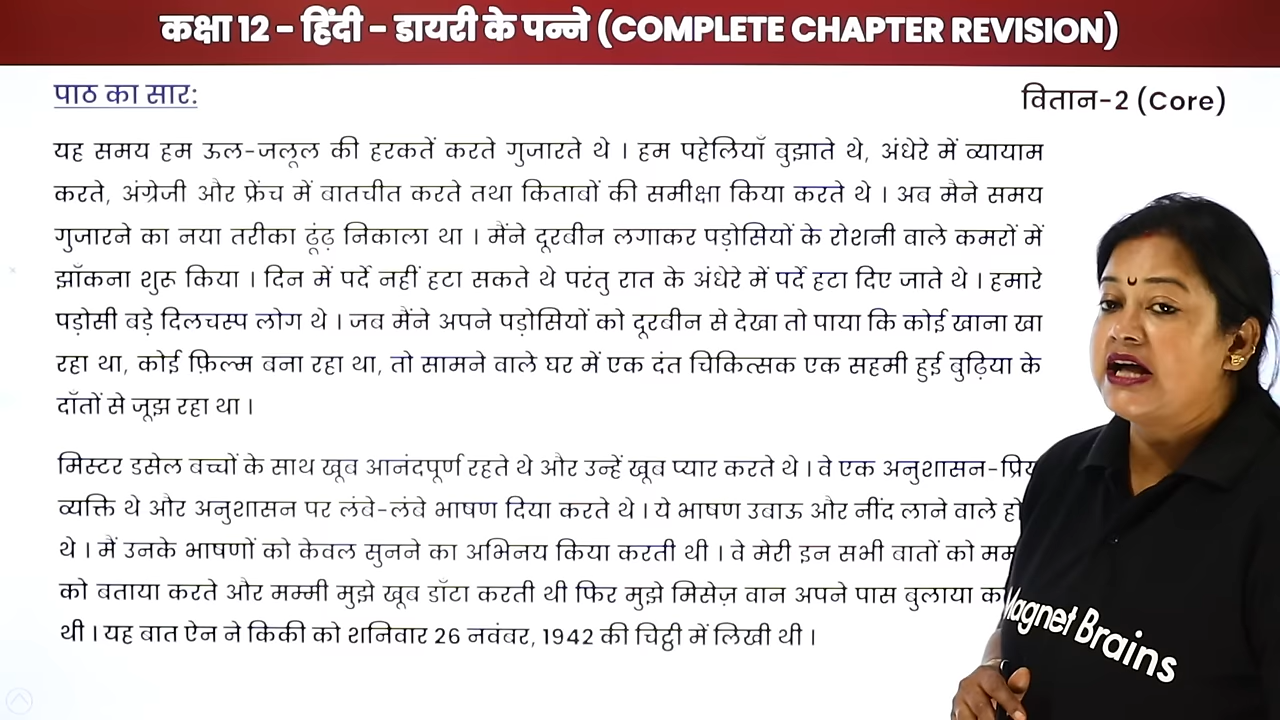 कक्षा 12 - हिंदी - डायरी के पन्ने (COMPLETE CHAPTER REVISION)
पाठ का सार:
वितान-2 (Core)
यह समय हम ऊल-जलूल की हरकतें करते गुजारते थे । हम पहेलियाँ बुझाते थे, अंधेरे में व्यायाम
करते, अंग्रेजी और फ्रेंच में बातचीत करते तथा किताबों की समीक्षा किया करते थे । अब मैने समय
गुजारने का नया तरीका ढूंढ़ निकाला था । मैंने दूरबीन लगाकर पड़ोसियों के रोशनी वाले कमरों में
झाँकना शुरू किया । दिन में पर्दे नहीं हटा सकते थे परंतु रात के अंधेरे में पर्दे हटा दिए जाते थे । हमारे
पड़ोसी बड़े दिलचस्प लोग थे । जब मैंने अपने पड़ोसियों को दूरबीन से देखा तो पाया कि कोई खाना खा
रहा था, कोई फ़िल्म बना रहा था, तो सामने वाले घर में एक दंत चिकित्सक एक सहमी हुई बुढ़िया के
दाँतों से जूझ रहा था ।
मिस्टर डसेल बच्चों के साथ खूब आनंदपूर्ण रहते थे और उन्हें खूब प्यार करते थे । वे एक अनुशासन-प्रिय
व्यक्ति थे और अनुशासन पर लंबे-लंबे भाषण दिया करते थे । ये भाषण उबाऊ और नींद लाने वाले
थे । मैं उनके भाषणों को केवल सुनने का अभिनय किया करती थी । वे मेरी इन सभी बातों को
को बताया करते और मम्मी मुझे खूब डाँटा करती थी फिर मुझे मिसेज़ वान अपने पास बुलाया
थी । यह बात ऐन ने किकी को शनिवार 26 नवंबर, 1942 की चिट्ठी में लिखी थी ।
Magnet Brains